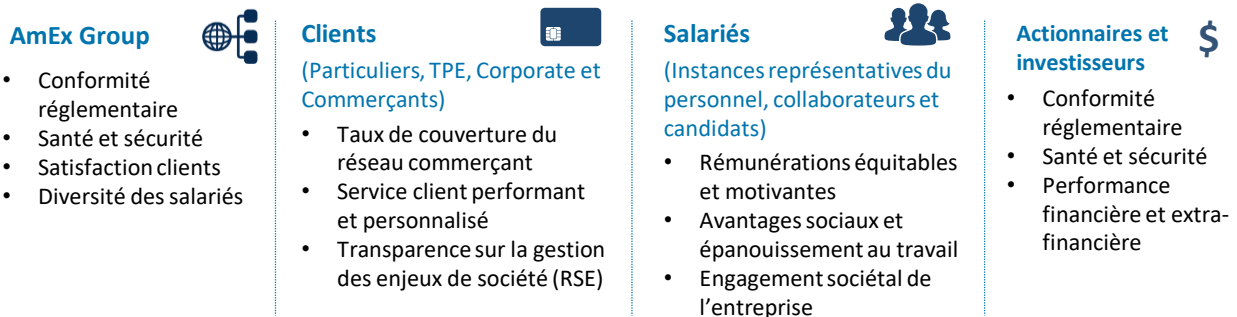 AmEx Group
• Conformité
réglementaire
• Santé et sécurité
• Satisfaction clients
• Diversité des salariés
Clients
(Particuliers, TPE, Corporate et
Commerçants)
• Taux de couverture du
réseau commerçant
• Service client performant
et personnalisé
• Transparence sur la gestion
des enjeux de société (RSE)
Salariés
(Instances représentatives du
personnel, collaborateurs et
candidats)
• Rémunérations équitables
et motivantes
• Avantages sociaux et
épanouissement au travail
• Engagement sociétal de
l’entreprise
Actionnaires et
investisseurs
$
• Conformité
réglementaire
• Santé et sécurité
• Performance
financière et extra-
financière